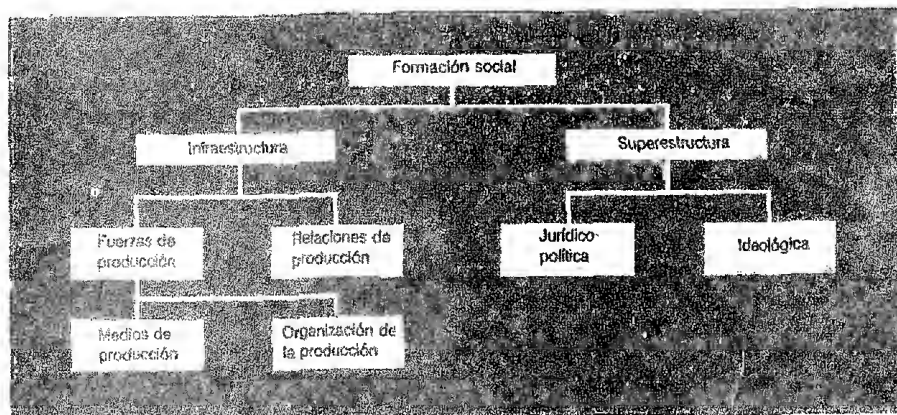 Formación social
Infraestructura
Superestructura
Fuerzas de
producción
Relaciones de
producción
Jurídico-
política
Ideológica
Medios de
producción
Organización de
la producción